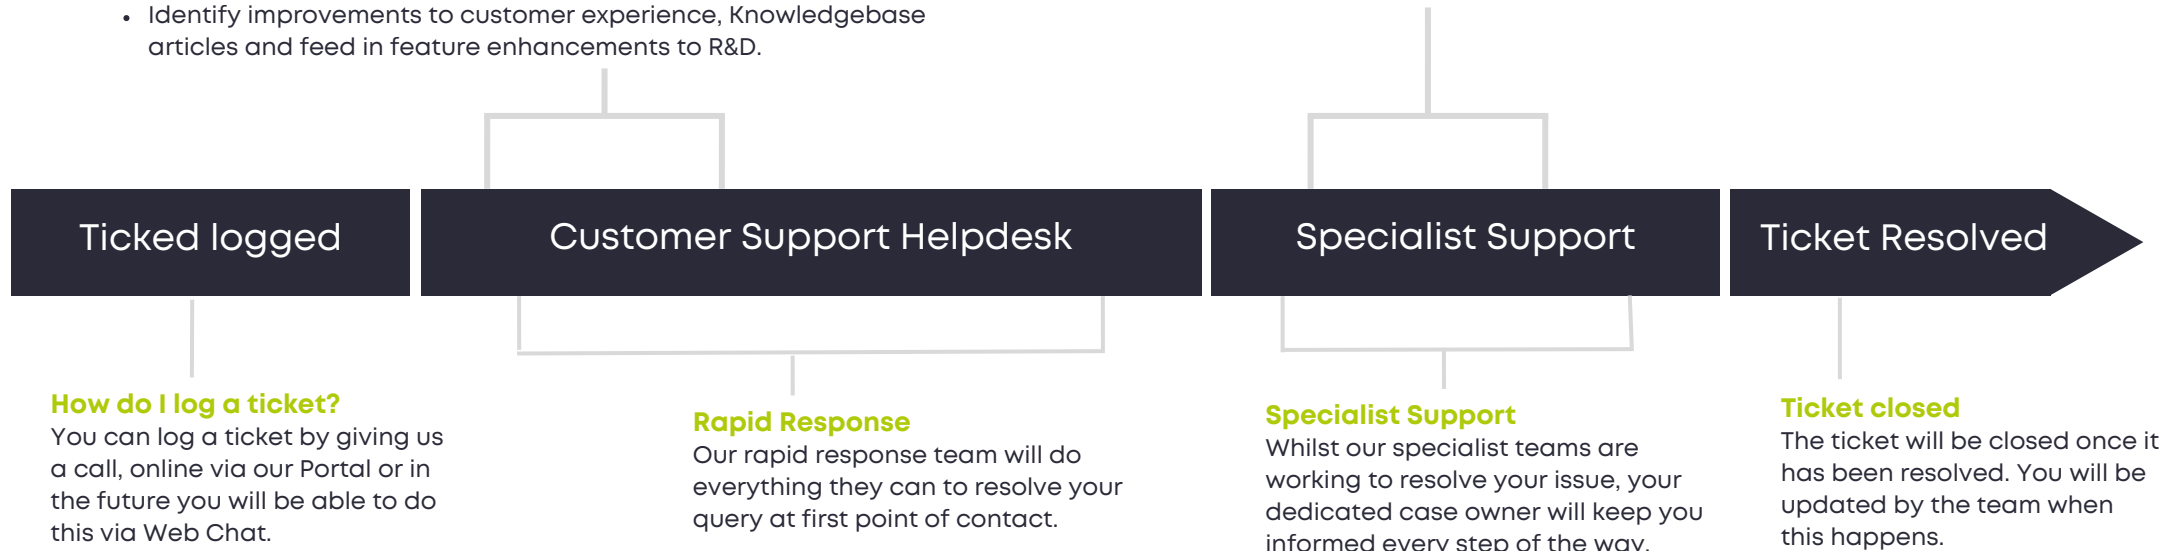 • Identify improvements to customer experience, Knowledgebase
articles and feed in feature enhancements to R&D.
Ticked logged
Customer Support Helpdesk
Specialist Support
Ticket Resolved
How do I log a ticket?
You can log a ticket by giving us
a call, online via our Portal or in
the future you will be able to do
this via Web Chat.
Rapid Response
Our rapid response team will do
everything they can to resolve your
query at first point of contact.
Specialist Support
Whilst our specialist teams are
working to resolve your issue, your
dedicated case owner will keep you
informed every step of the way.
Ticket closed
The ticket will be closed once it
has been resolved. You will be
updated by the team when
this happens.